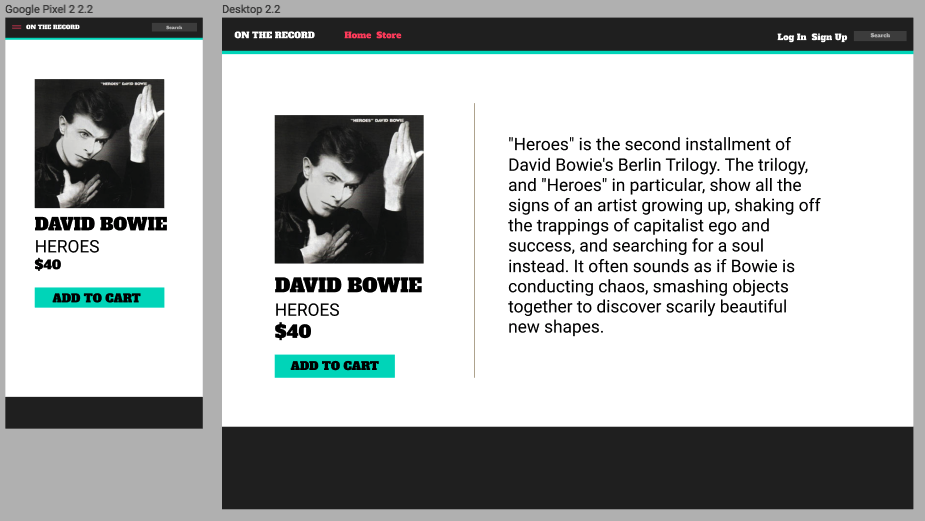 Google Pixel 2 2.2
ON THE RECORD
Search
"HEROES" DAVID BOWIE
DAVID BOWIE
HEROES
$40
ADD TO CART
Desktop 2.2
ON THE RECORD Home Store Log In Sign Up Search
"HEROES" DAVID BOWIE
DAVID BOWIE
HEROES
$40
ADD TO CART
"Heroes" is the second installment of
David Bowie's Berlin Trilogy. The trilogy,
and "Heroes" in particular, show all the
signs of an artist growing up, shaking off
the trappings of capitalist ego and
success, and searching for a soul
instead. It often sounds as if Bowie is
conducting chaos, smashing objects
together to discover scarily beautiful
new shapes.